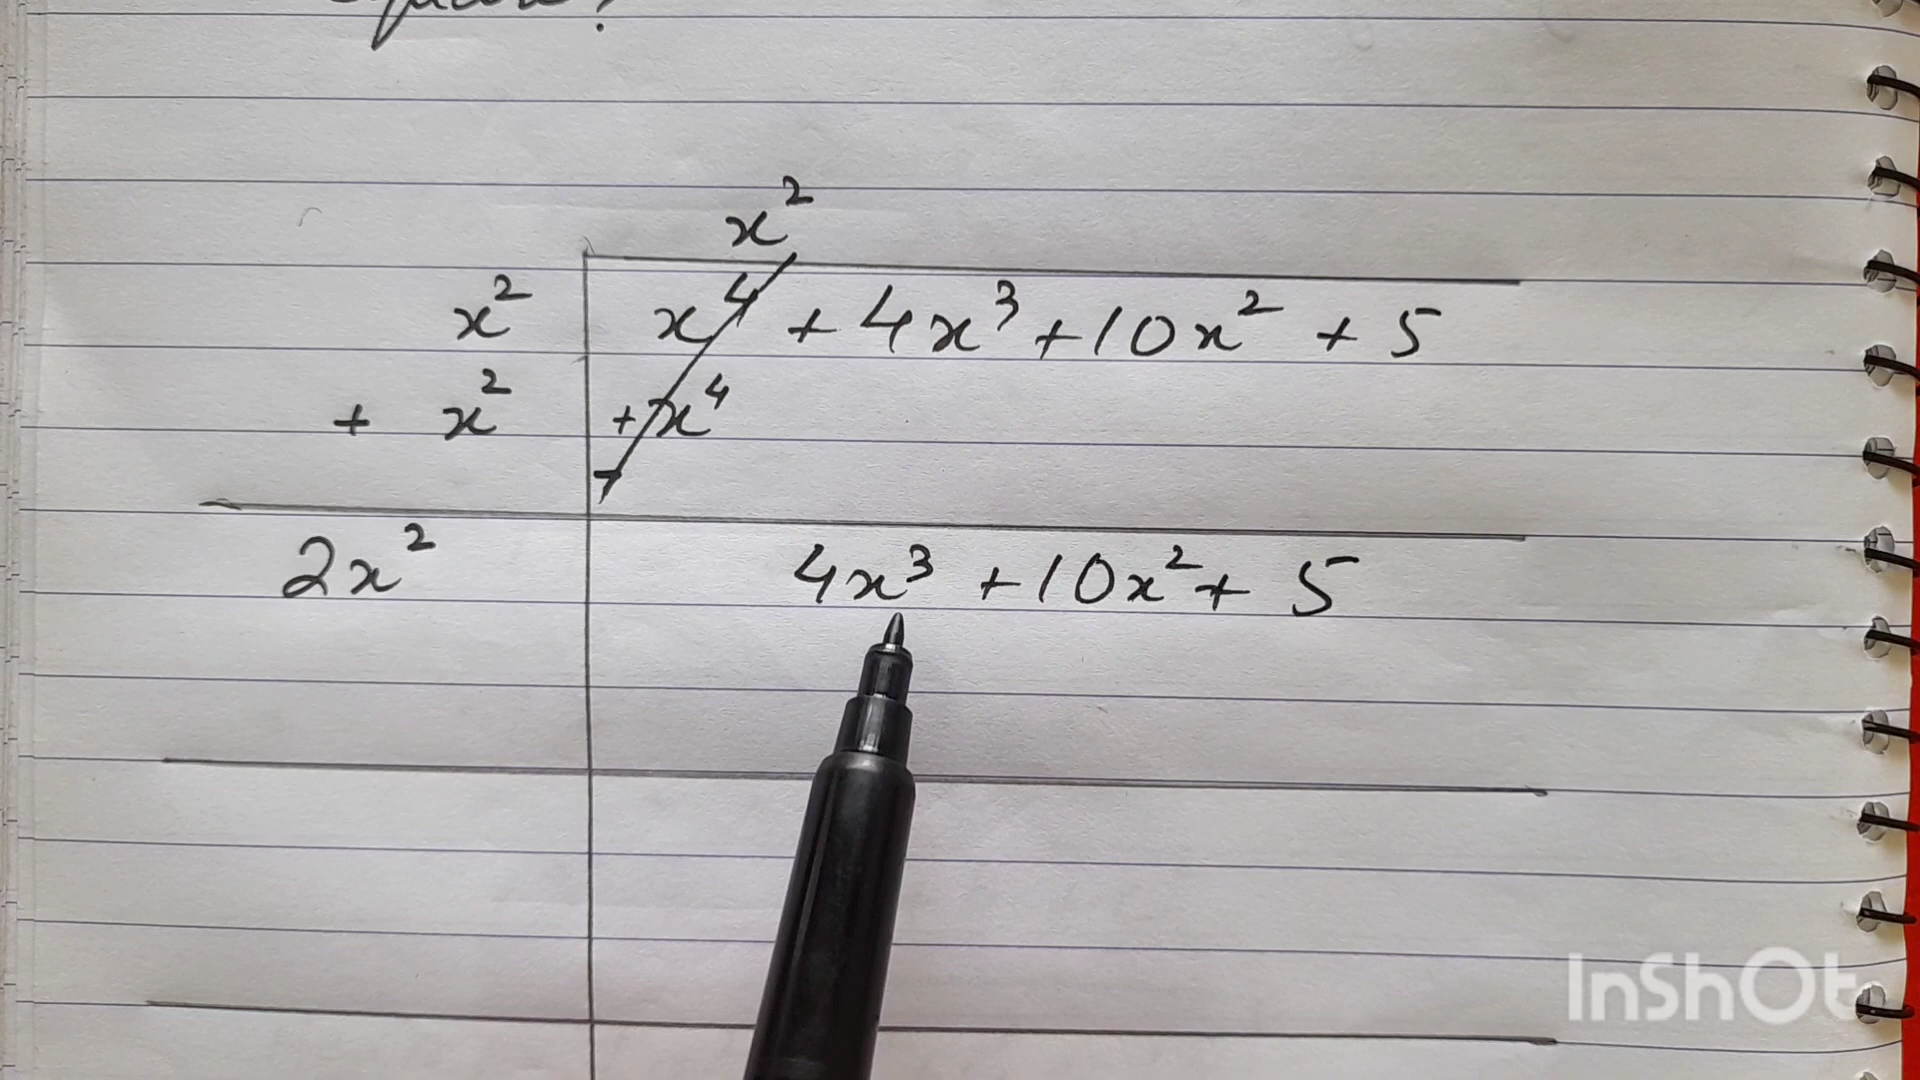 x²
x² x⁴ + 4x³ + 10x² + 5
+ x² + x⁴
-
2x² 4x³ + 10x² + 5
InShOt